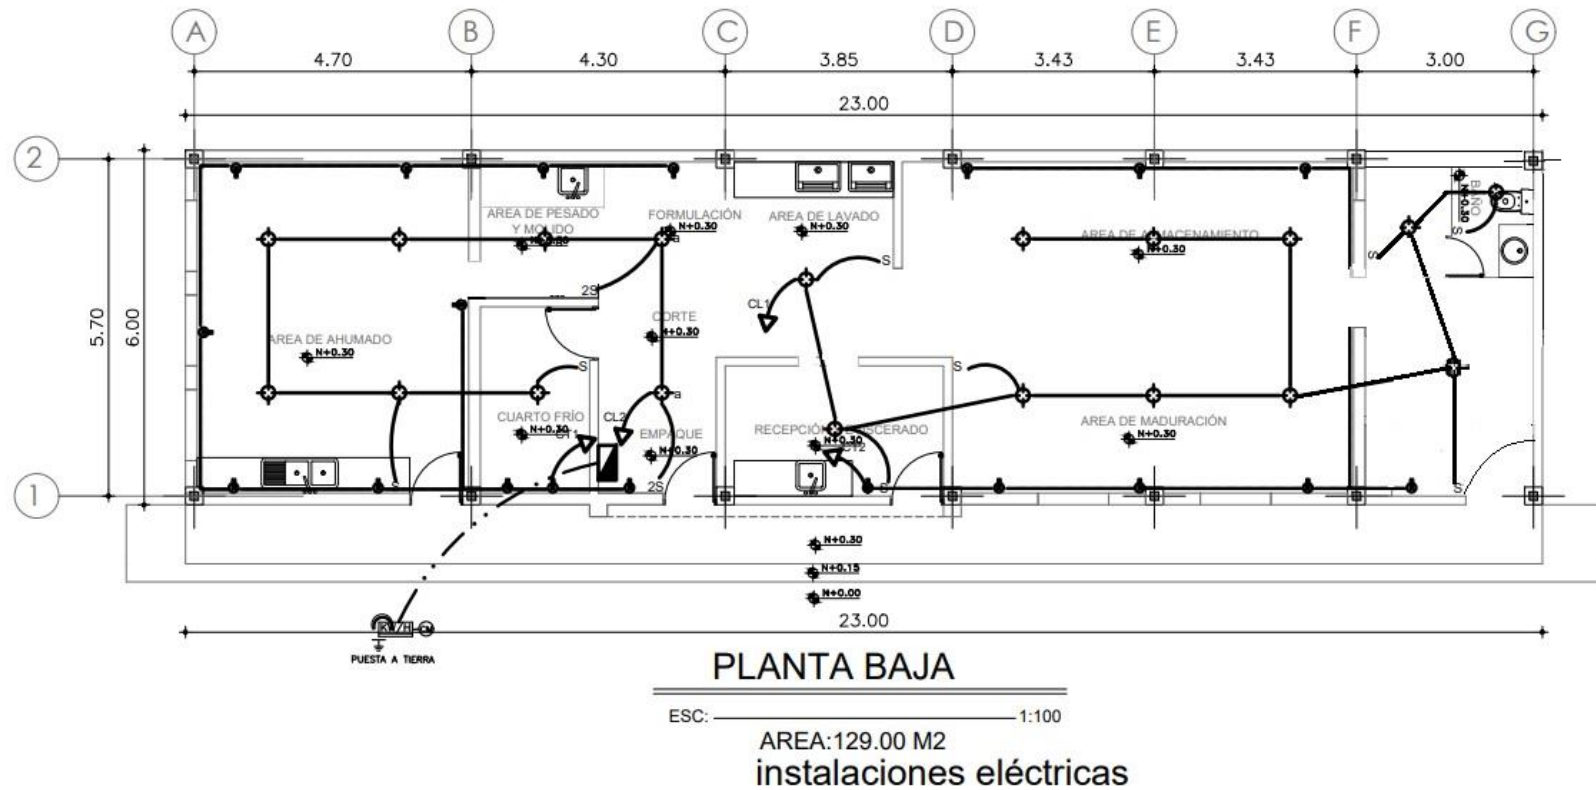 A B C D E F G
4.70 4.30 3.85 3.43 3.43 3.00
23.00
2
5.70
6.00
1
AREA DE PESADO
Y MOLIDO
FORMULACIÓN
N+0.30
AREA DE LAVADO
N+0.30
AREA DE ALMACENAMIENTO
N+0.30
BAÑO
N+0.30
a
S
S
S
2S
CL1
CORTE
N+0.30
AREA DE AHUMADO
N+0.30
S
S
a
CUARTO FRÍO
N+0.30
CL2
EMPAQUE
N+0.30
RECEPCIÓN
N+0.30
AREA DE MADURACIÓN
N+0.30
S
2S
S
S
N+0.30
N+0.15
N+0.00
KW/H
CM
PUESTA A TIERRA
23.00
PLANTA BAJA
ESC: 1:100
AREA:129.00 M2
instalaciones eléctricas